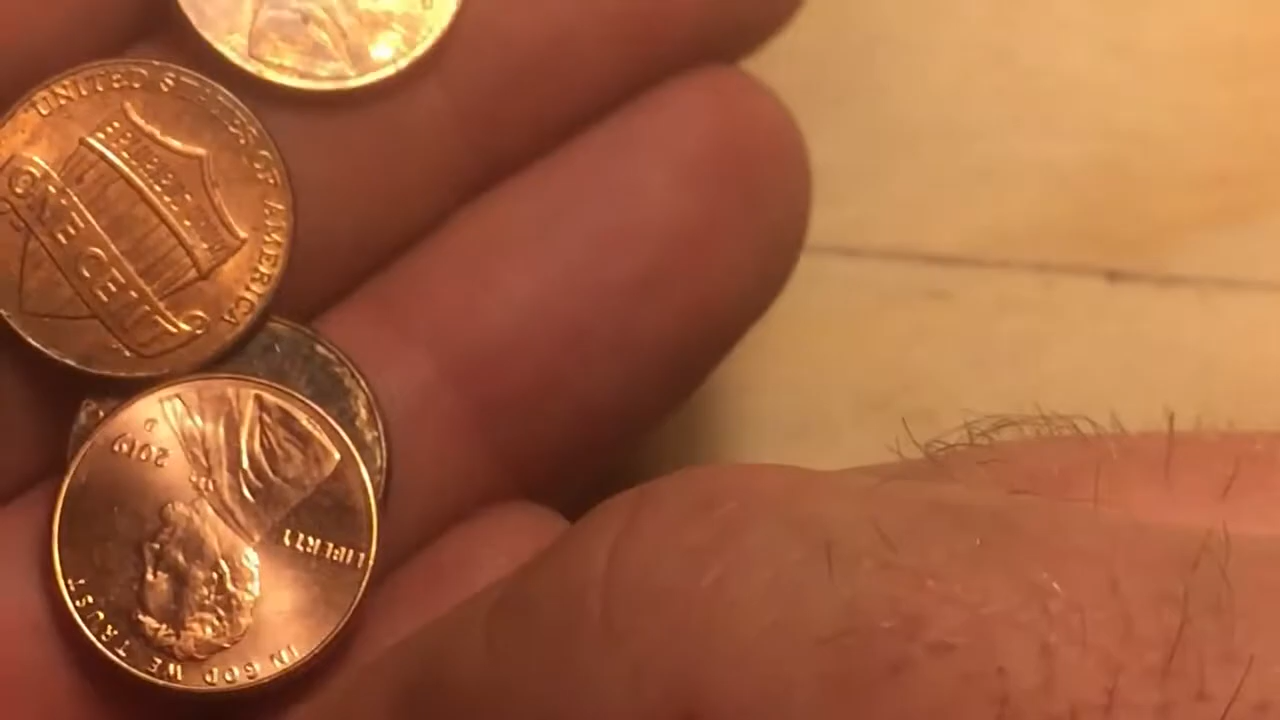 UNITED STATES OF AMERICA
ONE CENT
2019
D
LIBERTY
IN GOD WE TRUST